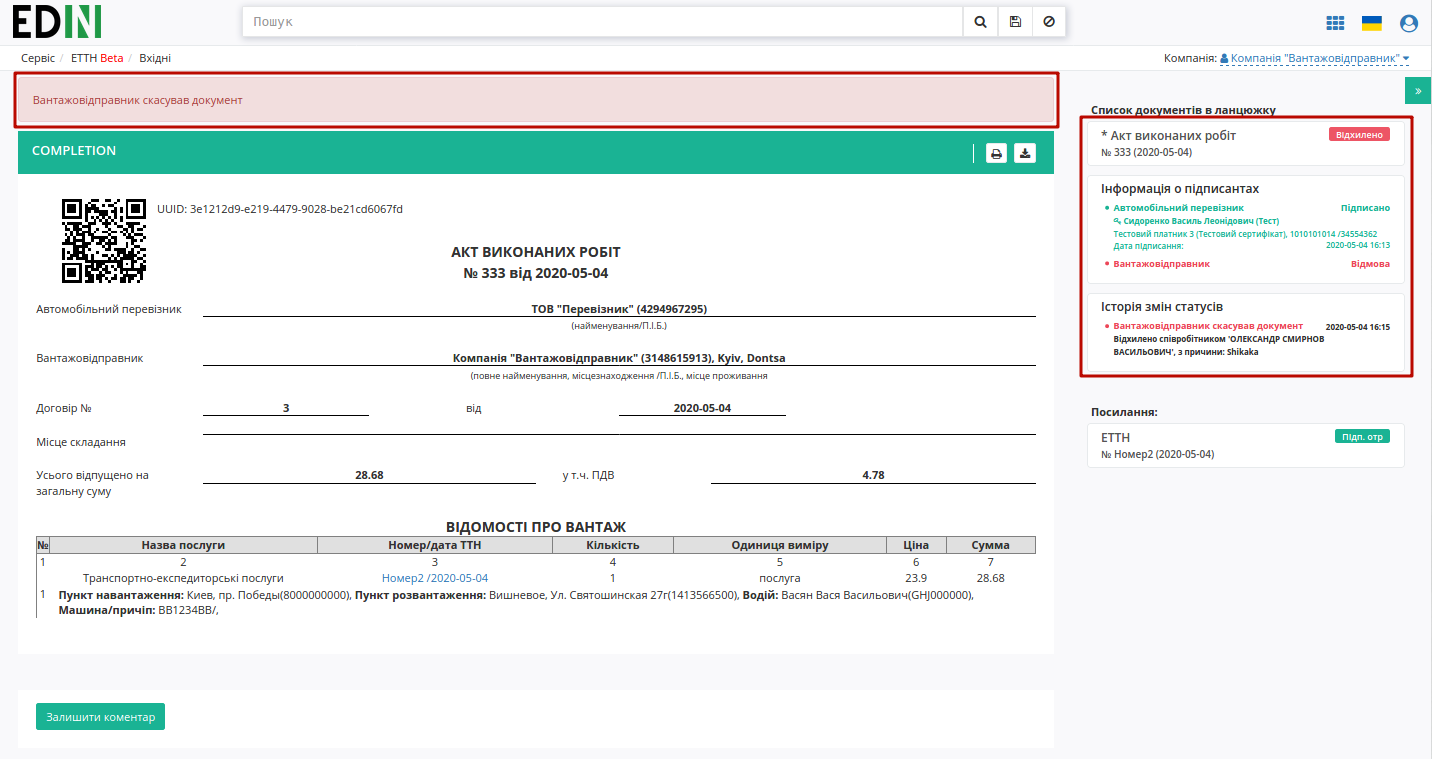 EDIN
Пошук
Сервіс / ЕТТН Beta / Вхідні
Компанія: Компанія "Вантажовідправник"
Вантажовідправник скасував документ
COMPLETION
UUID: 3e1212d9-e219-4479-9028-be21cd6067fd
АКТ ВИКОНАНИХ РОБІТ
№ 333 від 2020-05-04
Автомобільний перевізник ТОВ "Перевізник" (4294967295)
(найменування/П.І.Б.)
Вантажовідправник Компанія "Вантажовідправник" (3148615913), Kyiv, Dontsa
(повне найменування, місцезнаходження /П.І.Б., місце проживання
Договір № 3 від 2020-05-04
Місце складання
Усього відпущено на 28.68 у т.ч. ПДВ 4.78
загальну суму
ВІДОМОСТІ ПРО ВАНТАЖ
№ Назва послуги Номер/дата ТТН Кількість Одиниця виміру Ціна Сумма
1 2 3 4 5 6 7
Транспортно-експедиторські послуги Номер2 /2020-05-04 1 послуга 23.9 28.68
1 Пункт навантаження: Киев, пр. Победы(8000000000), Пункт розвантаження: Вишневое, Ул. Святошинская 27г(1413566500), Водій: Васян Вася Васильович(GHJ000000),
Машина/причіп: BB1234BB/,
Залишити коментар
»
Список документів в ланцюжку
* Акт виконаних робіт Відхилено
№ 333 (2020-05-04)
Інформація о підписантах
Автомобільний перевізник Підписано
Сидоренко Василь Леонідович (Тест)
Тестовий платник 3 (Тестовий сертифікат), 1010101014 /34554362
Дата підписання: 2020-05-04 16:13
Вантажовідправник Відмова
Історія змін статусів
Вантажовідправник скасував документ 2020-05-04 16:15
Відхилено співробітником 'ОЛЕКСАНДР СМИРНОВ
ВАСИЛЬОВИЧ', з причини: Shikaka
Посилання:
ЕТТН Підп. отр
№ Номер2 (2020-05-04)